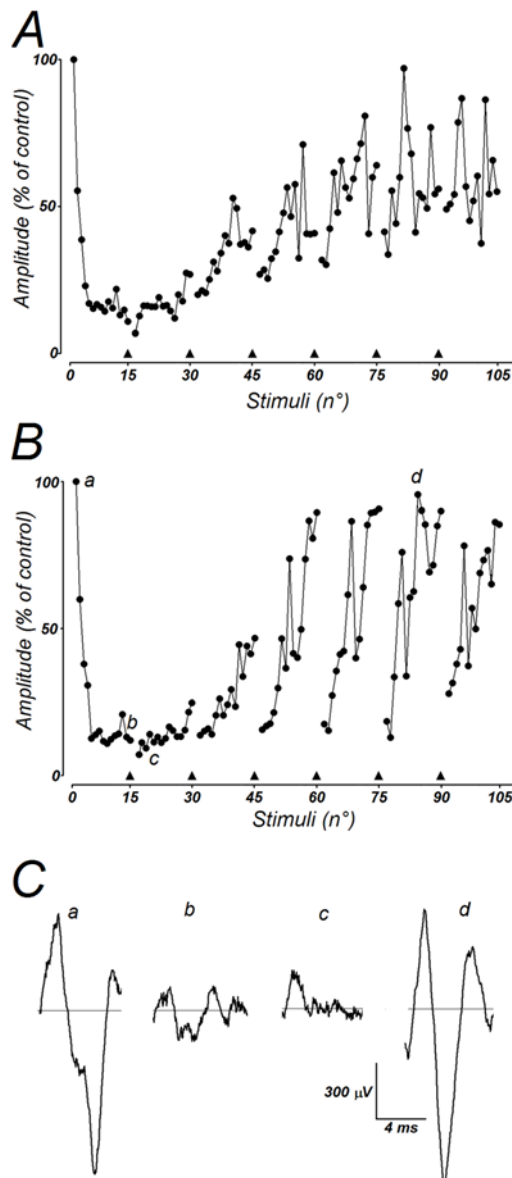 A
Amplitude (% of control)
100
50
0
0 15 30 45 60 75 90 105
Stimuli (n°)
B
Amplitude (% of control)
100
50
0
a
b
c
d
0 15 30 45 60 75 90 105
Stimuli (n°)
C
a b c d
300 µV
4 ms